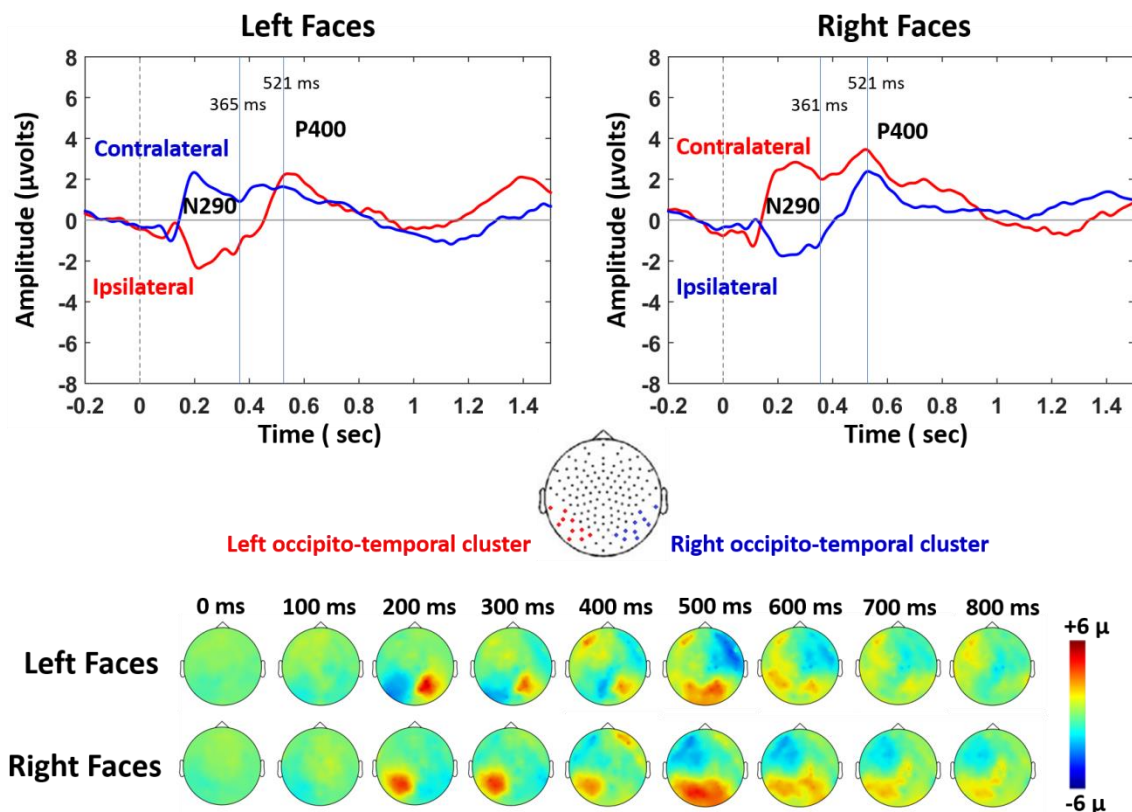 Left Faces
Right Faces
8
6
4
2
0
-2
-4
-6
-8
Amplitude (μvolts)
521 ms
365 ms
P400
Contralateral
N290
Ipsilateral
-0.2 0 0.2 0.4 0.6 0.8 1 1.2 1.4
Time ( sec)
8
6
4
2
0
-2
-4
-6
-8
Amplitude (μvolts)
521 ms
361 ms
P400
Contralateral
N290
Ipsilateral
-0.2 0 0.2 0.4 0.6 0.8 1 1.2 1.4
Time ( sec)
Left occipito-temporal cluster
Right occipito-temporal cluster
0 ms 100 ms 200 ms 300 ms 400 ms 500 ms 600 ms 700 ms 800 ms
Left Faces
Right Faces
+6 μ
-6 μ